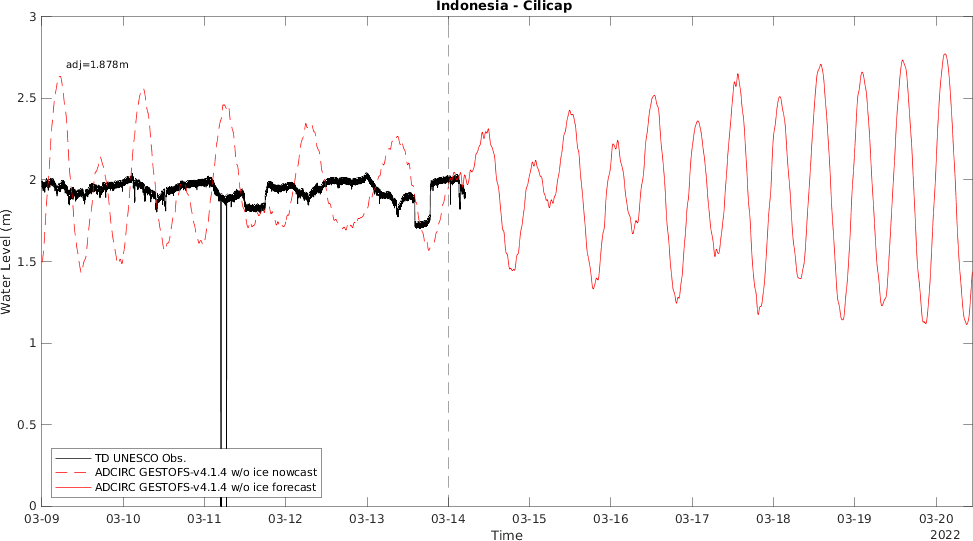 Indonesia - Cilicap
3
adj=1.878m
2.5
2
Water Level (m)
1.5
1
0.5
TD UNESCO Obs.
ADCIRC GESTOFS-v4.1.4 w/o ice nowcast
ADCIRC GESTOFS-v4.1.4 w/o ice forecast
0
03-09 03-10 03-11 03-12 03-13 03-14 03-15 03-16 03-17 03-18 03-19 03-20
Time 2022